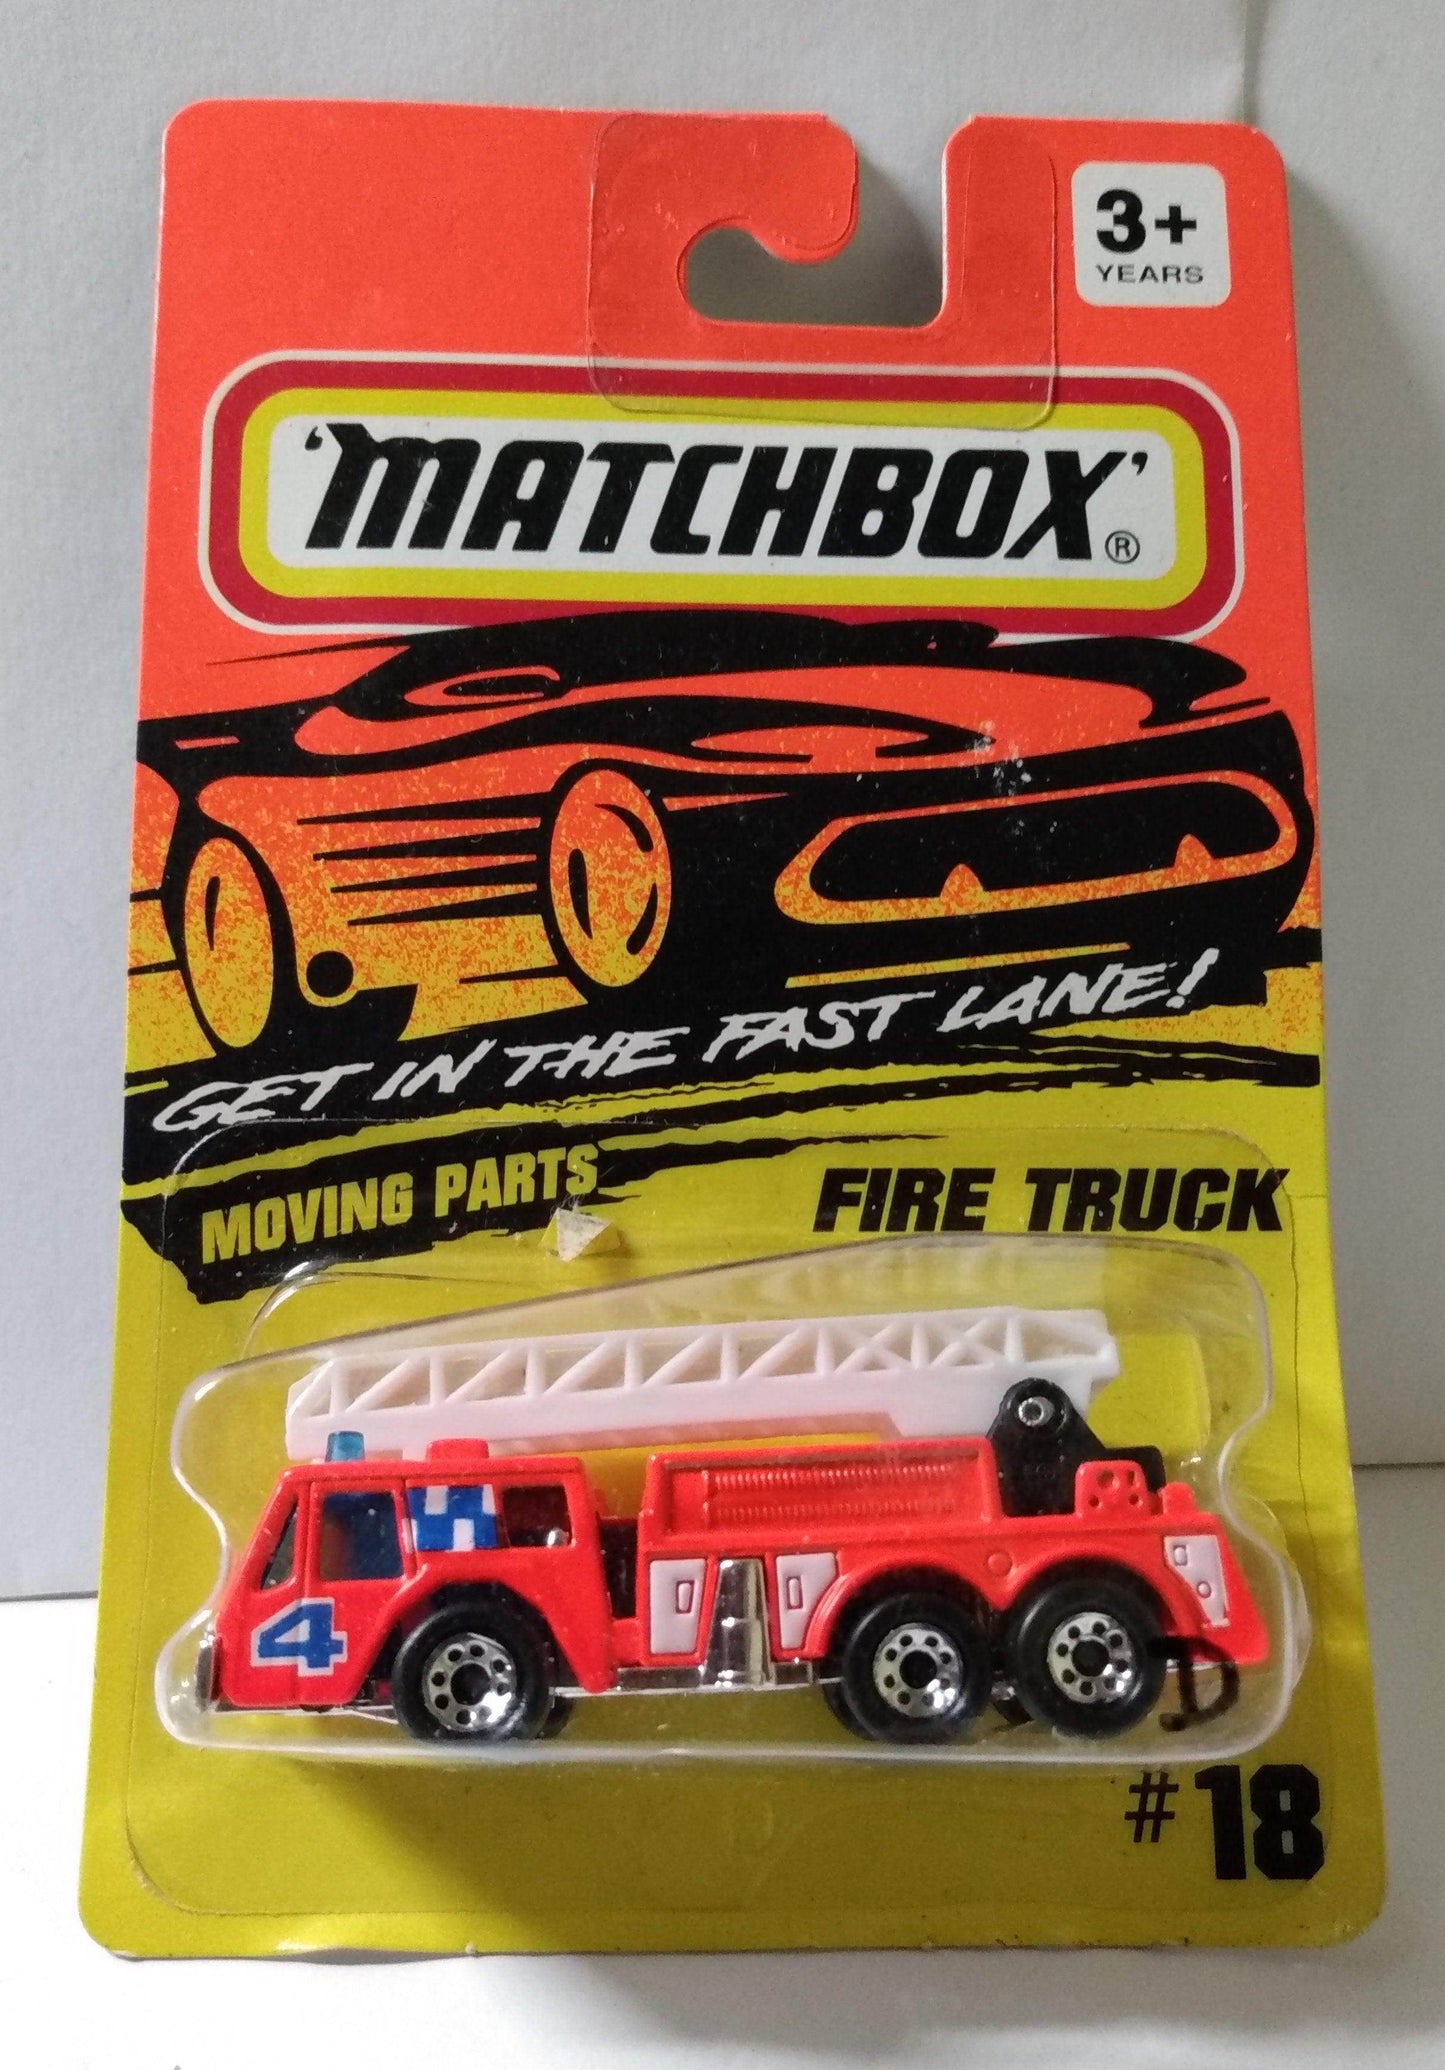 3+
YEARS
'MATCHBOX'®
GET IN THE FAST LANE!
MOVING PARTS
FIRE TRUCK
4
D
#18